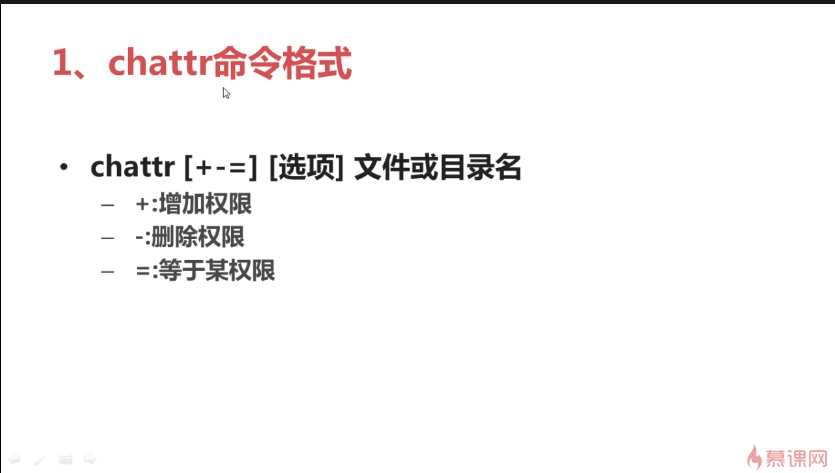 1、chattr命令格式
• chattr [+-=] [选项] 文件或目录名
– +:增加权限
– -:删除权限
– =:等于某权限
慕课网